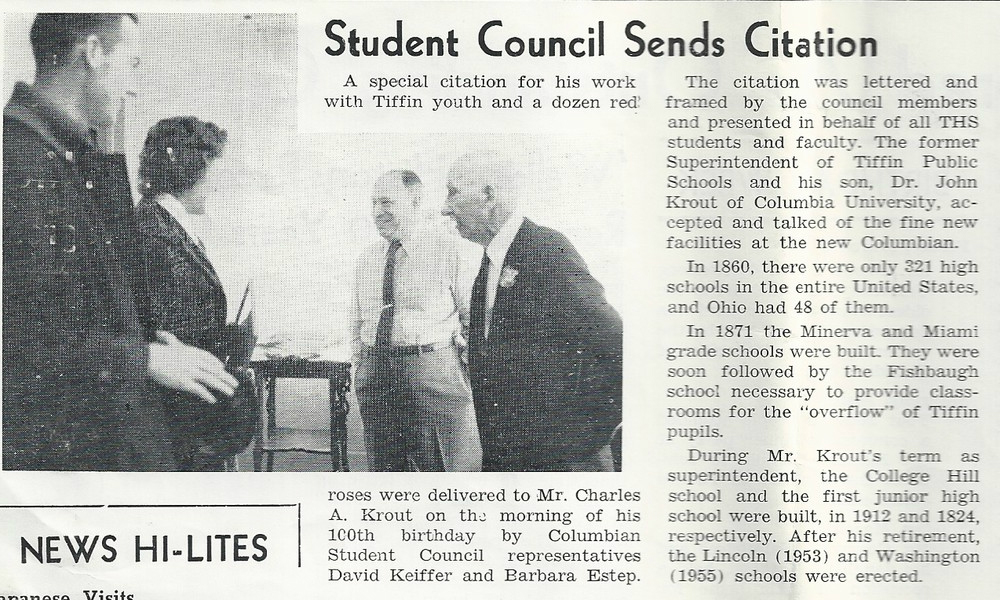 Student Council Sends Citation
A special citation for his work
with Tiffin youth and a dozen red
roses were delivered to Mr. Charles
A. Krout on the morning of his
100th birthday by Columbian
Student Council representatives
David Keiffer and Barbara Estep.
The citation was lettered and
framed by the council members
and presented in behalf of all THS
students and faculty. The former
Superintendent of Tiffin Public
Schools and his son, Dr. John
Krout of Columbia University, ac-
cepted and talked of the fine new
facilities at the new Columbian.
In 1860, there were only 321 high
schools in the entire United States,
and Ohio had 48 of them.
In 1871 the Minerva and Miami
grade schools were built. They were
soon followed by the Fishbaugh
school necessary to provide class-
rooms for the "overflow" of Tiffin
pupils.
During Mr. Krout's term as
superintendent, the College Hill
school and the first junior high
school were built, in 1912 and 1824,
respectively. After his retirement,
the Lincoln (1953) and Washington
(1955) schools were erected.
NEWS HI-LITES
Visits